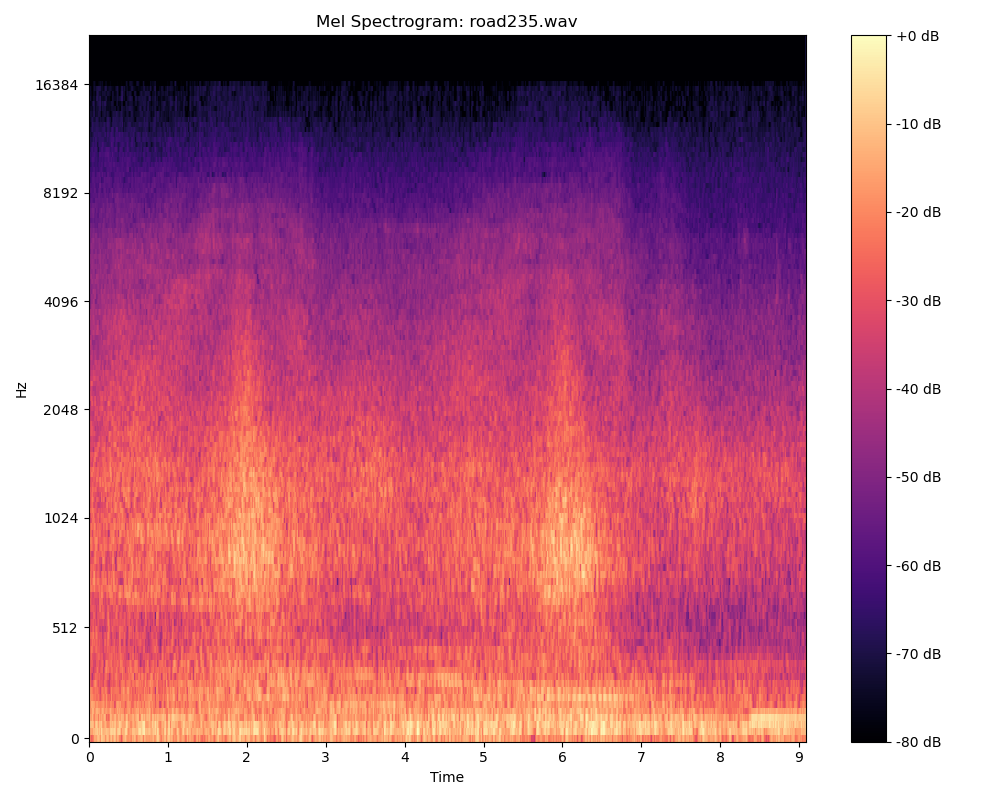 Mel Spectrogram: road235.wav
+0 dB
16384
-10 dB
8192
-20 dB
4096
-30 dB
Hz
-40 dB
2048
-50 dB
1024
-60 dB
512
-70 dB
0
-80 dB
0 1 2 3 4 5 6 7 8 9
Time